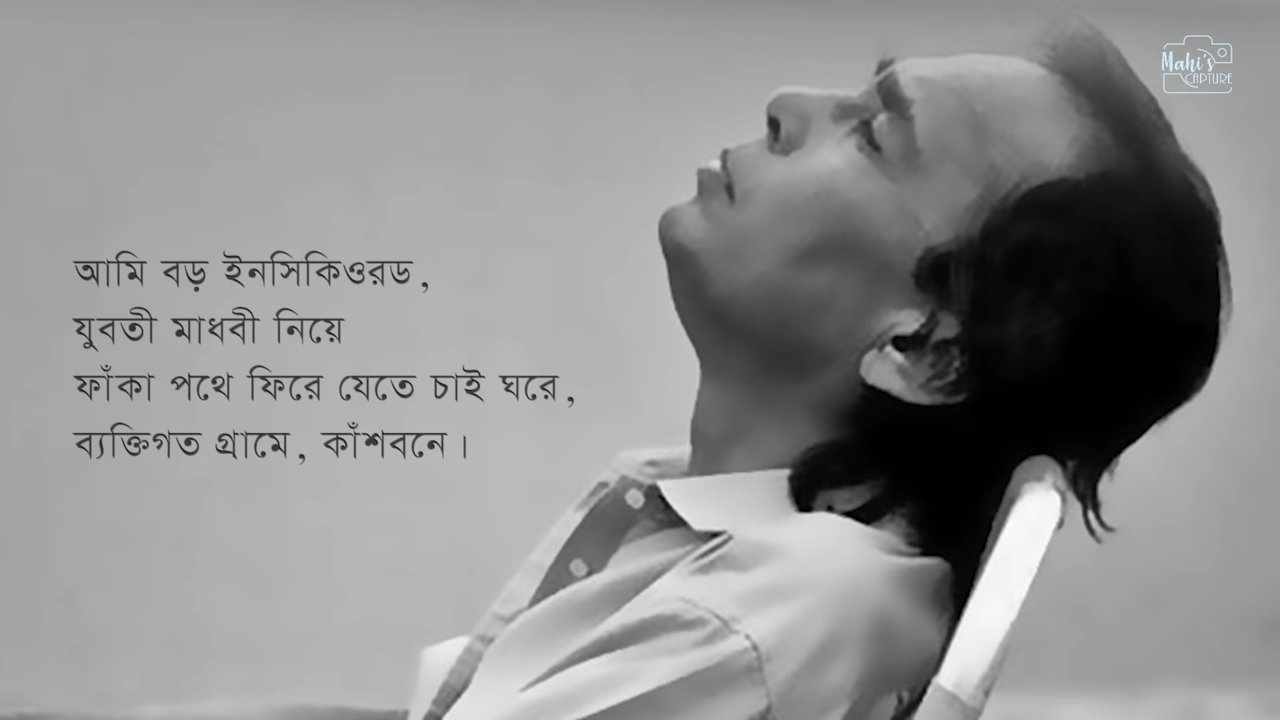 আমি বড় ইনসিকিওরড,
যুবতী মাধবী নিয়ে
ফাঁকা পথে ফিরে যেতে চাই ঘরে,
ব্যক্তিগত গ্রামে, কাঁশবনে।
Mahi's
CAPTURE